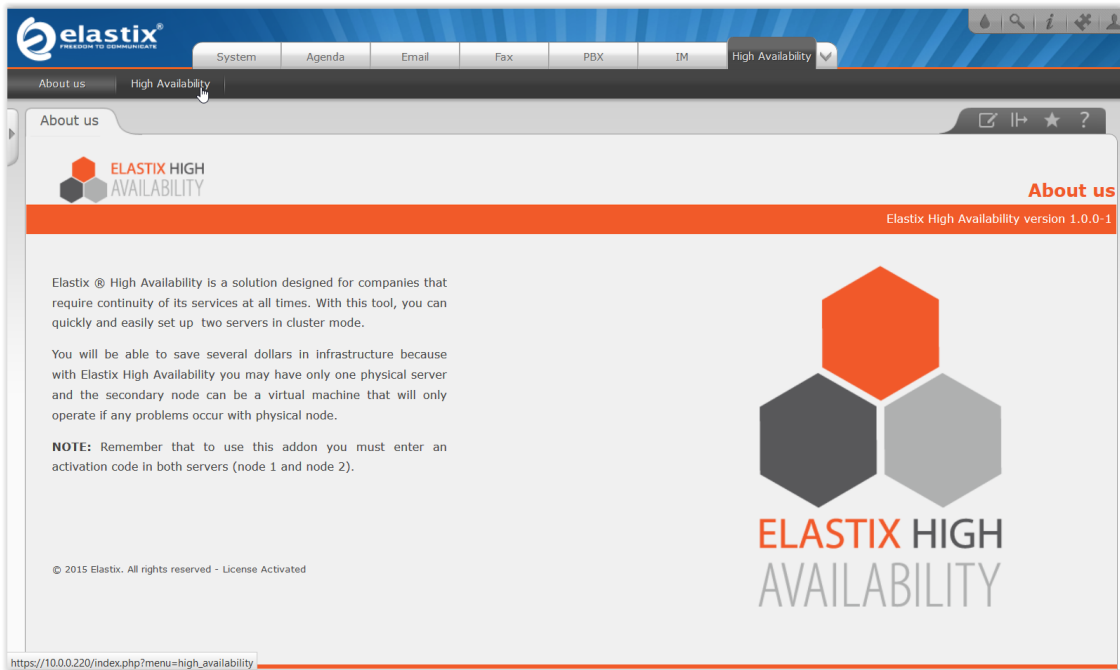 elastix®
FREEDOM TO COMMUNICATE
System
Agenda
Email
Fax
PBX
IM
High Availability
About us
High Availability
About us
ELASTIX HIGH
AVAILABILITY
About us
Elastix High Availability version 1.0.0-1
Elastix ® High Availability is a solution designed for companies that
require continuity of its services at all times. With this tool, you can
quickly and easily set up two servers in cluster mode.
You will be able to save several dollars in infrastructure because
with Elastix High Availability you may have only one physical server
and the secondary node can be a virtual machine that will only
operate if any problems occur with physical node.
NOTE: Remember that to use this addon you must enter an
activation code in both servers (node 1 and node 2).
ELASTIX HIGH
AVAILABILITY
© 2015 Elastix. All rights reserved - License Activated
https://10.0.0.220/index.php?menu=high_availability